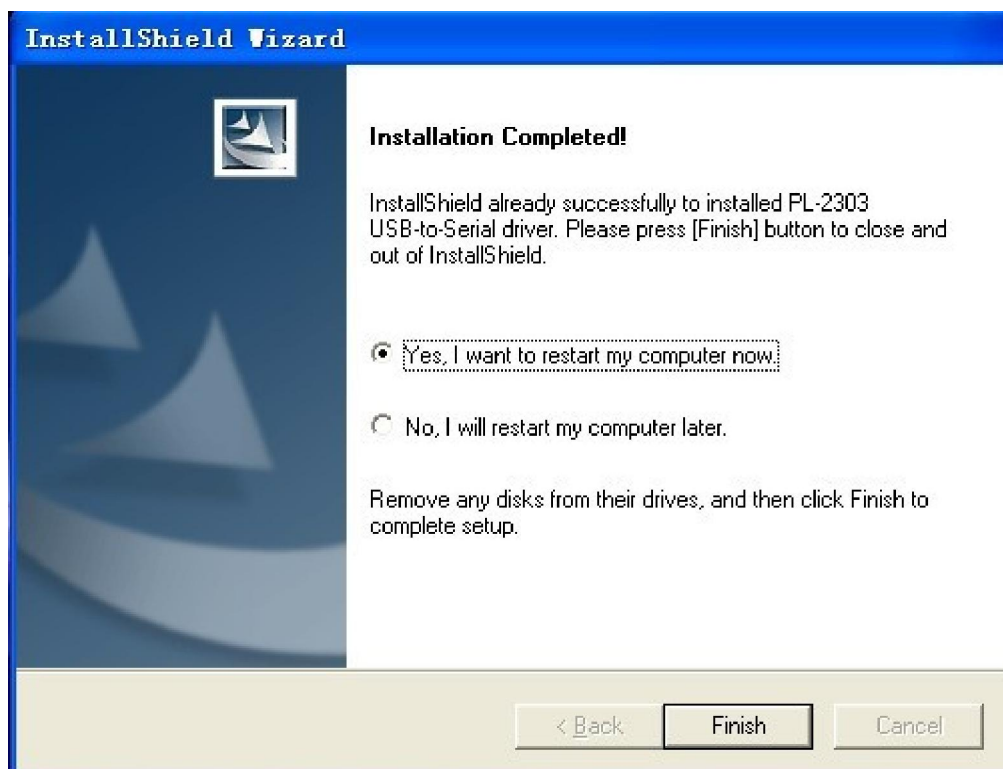 InstallShield Wizard
Installation Completed!
InstallShield already successfully to installed PL-2303
USB-to-Serial driver. Please press [Finish] button to close and
out of InstallShield.
Yes, I want to restart my computer now.
No, I will restart my computer later.
Remove any disks from their drives, and then click Finish to
complete setup.
< Back
Finish
Cancel